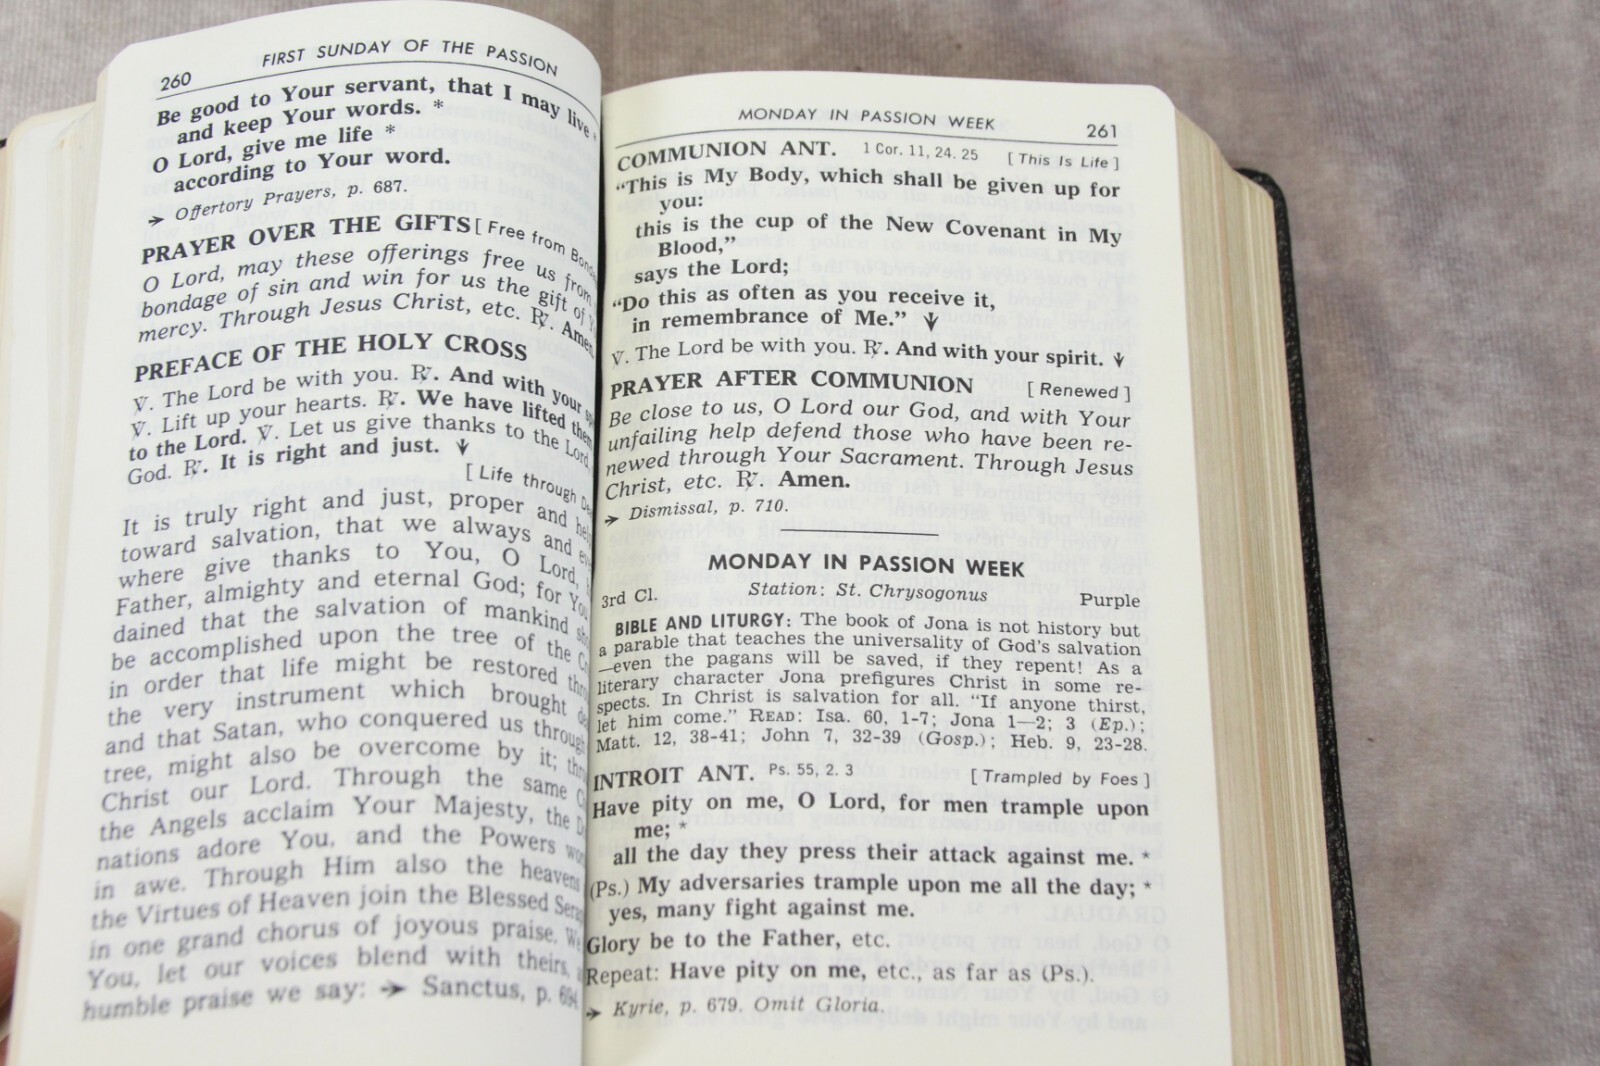 260 FIRST SUNDAY OF THE PASSION
Be good to Your servant, that I may live *
and keep Your words. *
O Lord, give me life *
according to Your word.
➔ Offertory Prayers, p. 687.
PRAYER OVER THE GIFTS [ Free from
O Lord, may these offerings free us from
bondage of sin and win for us the gift of
mercy. Through Jesus Christ, etc. ℟. Amen.
PREFACE OF THE HOLY CROSS
℣. The Lord be with you. ℟. And with your
℣. Lift up your hearts. ℟. We have lifted them
to the Lord. ℣. Let us give thanks to the Lord
God. ℟. It is right and just. ↓
[ Life through
It is truly right and just, proper and
toward salvation, that we always and
where give thanks to You, O Lord,
Father, almighty and eternal God; for
dained that the salvation of mankind
be accomplished upon the tree of the
in order that life might be restored
the very instrument which brought
and that Satan, who conquered us through
tree, might also be overcome by it;
Christ our Lord. Through the same
the Angels acclaim Your Majesty, the
nations adore You, and the Powers
in awe. Through Him also the heavens
the Virtues of Heaven join the Blessed
in one grand chorus of joyous praise.
You, let our voices blend with theirs,
humble praise we say: ➔ Sanctus, p.
MONDAY IN PASSION WEEK 261
COMMUNION ANT. 1 Cor. 11, 24. 25 [ This Is Life ]
“This is My Body, which shall be given up for
you:
this is the cup of the New Covenant in My
Blood,”
says the Lord;
“Do this as often as you receive it,
in remembrance of Me.” ↓
℣. The Lord be with you. ℟. And with your spirit. ↓
PRAYER AFTER COMMUNION [ Renewed ]
Be close to us, O Lord our God, and with Your
unfailing help defend those who have been re-
newed through Your Sacrament. Through Jesus
Christ, etc. ℟. Amen.
➔ Dismissal, p. 710.
MONDAY IN PASSION WEEK
3rd Cl. Station: St. Chrysogonus Purple
BIBLE AND LITURGY: The book of Jona is not history but
a parable that teaches the universality of God's salvation
—even the pagans will be saved, if they repent! As a
literary character Jona prefigures Christ in some re-
spects. In Christ is salvation for all. “If anyone thirst,
let him come.” READ: Isa. 60, 1-7; Jona 1—2; 3 (Ep.);
Matt. 12, 38-41; John 7, 32-39 (Gosp.); Heb. 9, 23-28.
INTROIT ANT. Ps. 55, 2. 3 [ Trampled by Foes ]
Have pity on me, O Lord, for men trample upon
me; *
all the day they press their attack against me. *
(Ps.) My adversaries trample upon me all the day; *
yes, many fight against me.
Glory be to the Father, etc.
Repeat: Have pity on me, etc., as far as (Ps.).
➔ Kyrie, p. 679. Omit Gloria.